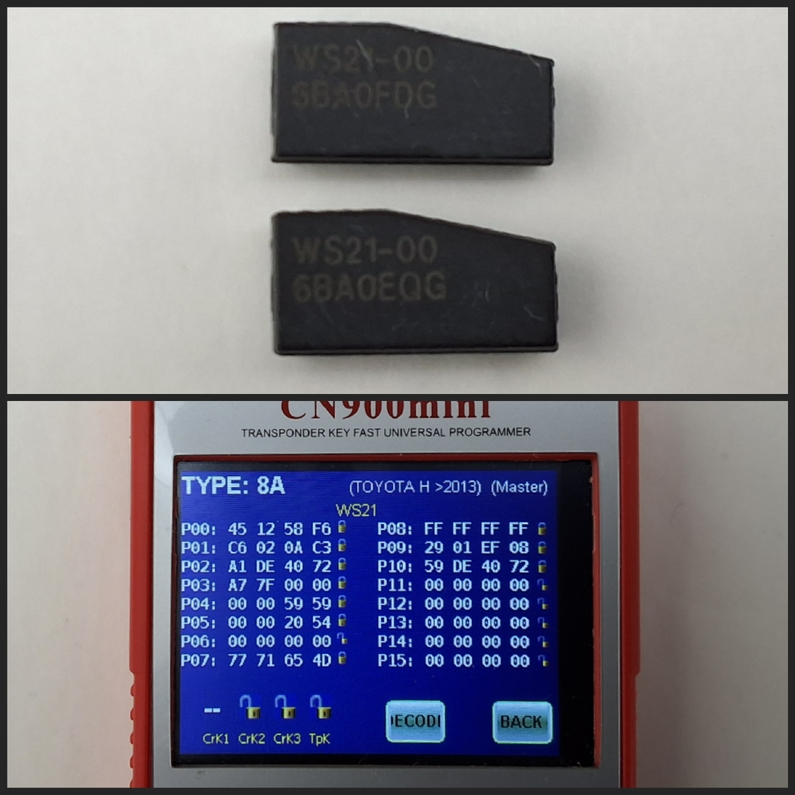 WS21-00
6BA0FDG
WS21-00
6BA0EQG
CN900mini
TRANSPONDER KEY FAST UNIVERSAL PROGRAMMER
TYPE: 8A (TOYOTA H >2013) (Master)
WS21
P00: 45 12 58 F6 P08: FF FF FF FF
P01: C6 02 0A C3 P09: 29 01 EF 08
P02: A1 DE 40 72 P10: 59 DE 40 72
P03: A7 7F 00 00 P11: 00 00 00 00
P04: 00 00 59 59 P12: 00 00 00 00
P05: 00 00 20 54 P13: 00 00 00 00
P06: 00 00 00 00 P14: 00 00 00 00
P07: 77 71 65 4D P15: 00 00 00 00
--
CrK1 CrK2 CrK3 TpK
ECODI BACK